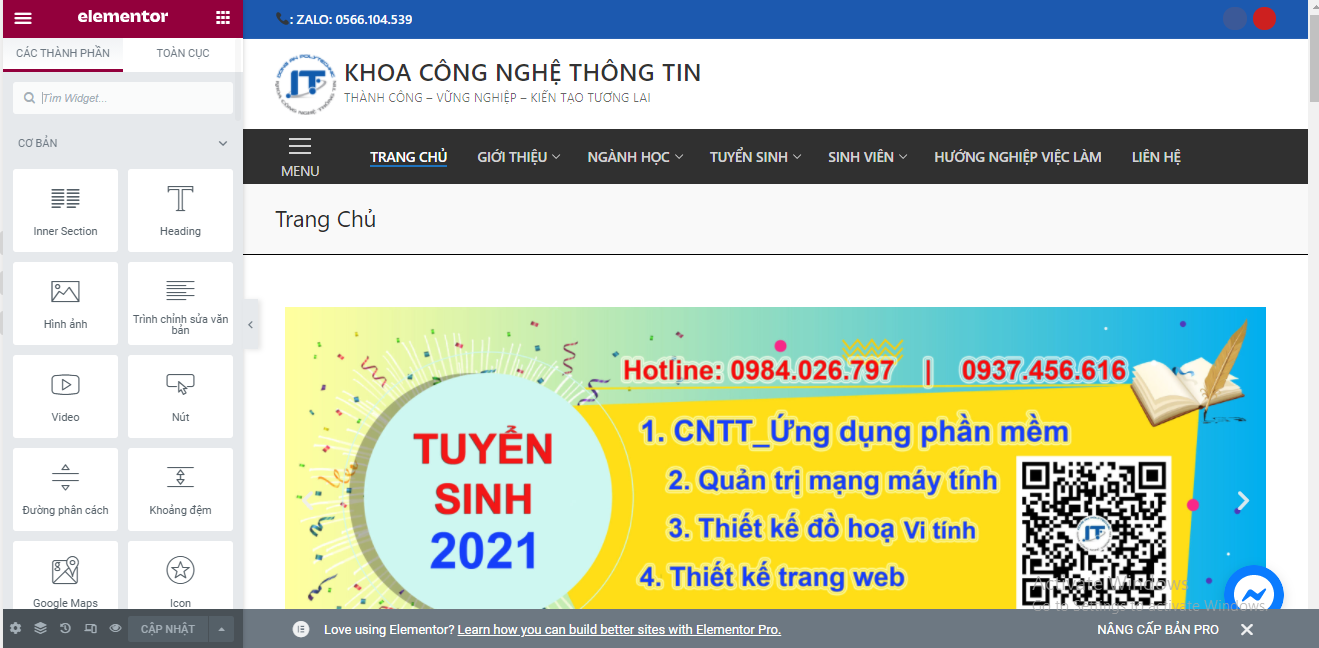 elementor
CÁC THÀNH PHẦN
TOÀN CỤC
Tìm Widget...
CƠ BẢN
Inner Section
Heading
Hình ảnh
Trình chỉnh sửa văn bản
Video
Nút
Đường phân cách
Khoảng đệm
Google Maps
Icon
CẬP NHẬT
: ZALO: 0566.104.539
KHOA CÔNG NGHỆ THÔNG TIN
THÀNH CÔNG – VỮNG NGHIỆP – KIẾN TẠO TƯƠNG LAI
MENU
TRANG CHỦ GIỚI THIỆU NGÀNH HỌC TUYỂN SINH SINH VIÊN HƯỚNG NGHIỆP VIỆC LÀM LIÊN HỆ
Trang Chủ
Hotline: 0984.026.797 | 0937.456.616
TUYỂN
SINH
2021
1. CNTT_Ứng dụng phần mềm
2. Quản trị mạng máy tính
3. Thiết kế đồ hoạ Vi tính
4. Thiết kế trang web
Activate Windows
Go to Settings to activate Windows.
Love using Elementor? Learn how you can build better sites with Elementor Pro.
NÂNG CẤP BẢN PRO